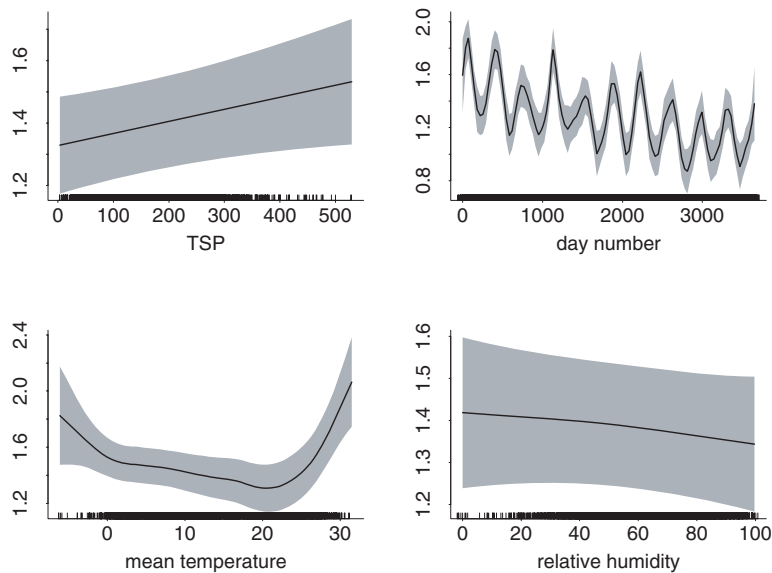 1.6
1.4
1.2
0 100 200 300 400 500
TSP
2.0
1.6
1.2
0.8
0 1000 2000 3000
day number
2.4
2.0
1.6
1.2
0 10 20 30
mean temperature
1.6
1.5
1.4
1.3
1.2
0 20 40 60 80 100
relative humidity